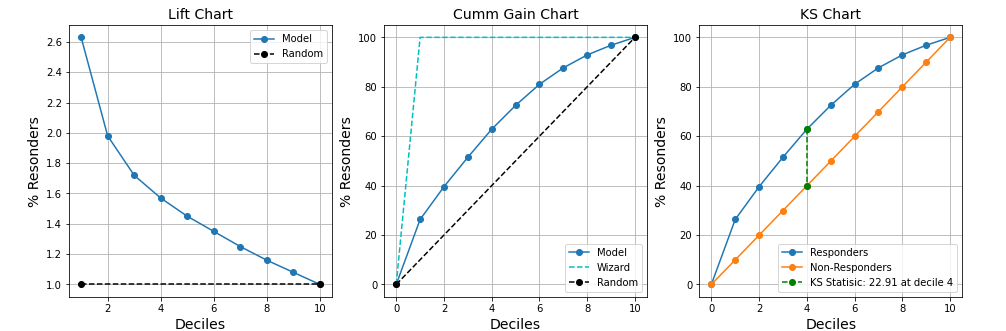 Lift Chart
% Resonders
2.6
2.4
2.2
2.0
1.8
1.6
1.4
1.2
1.0
2 4 6 8 10
Deciles
Model
Random
Cumm Gain Chart
% Resonders
100
80
60
40
20
0
0 2 4 6 8 10
Deciles
Model
Wizard
Random
KS Chart
% Resonders
100
80
60
40
20
0
0 2 4 6 8 10
Deciles
Responders
Non-Responders
KS Statisic: 22.91 at decile 4